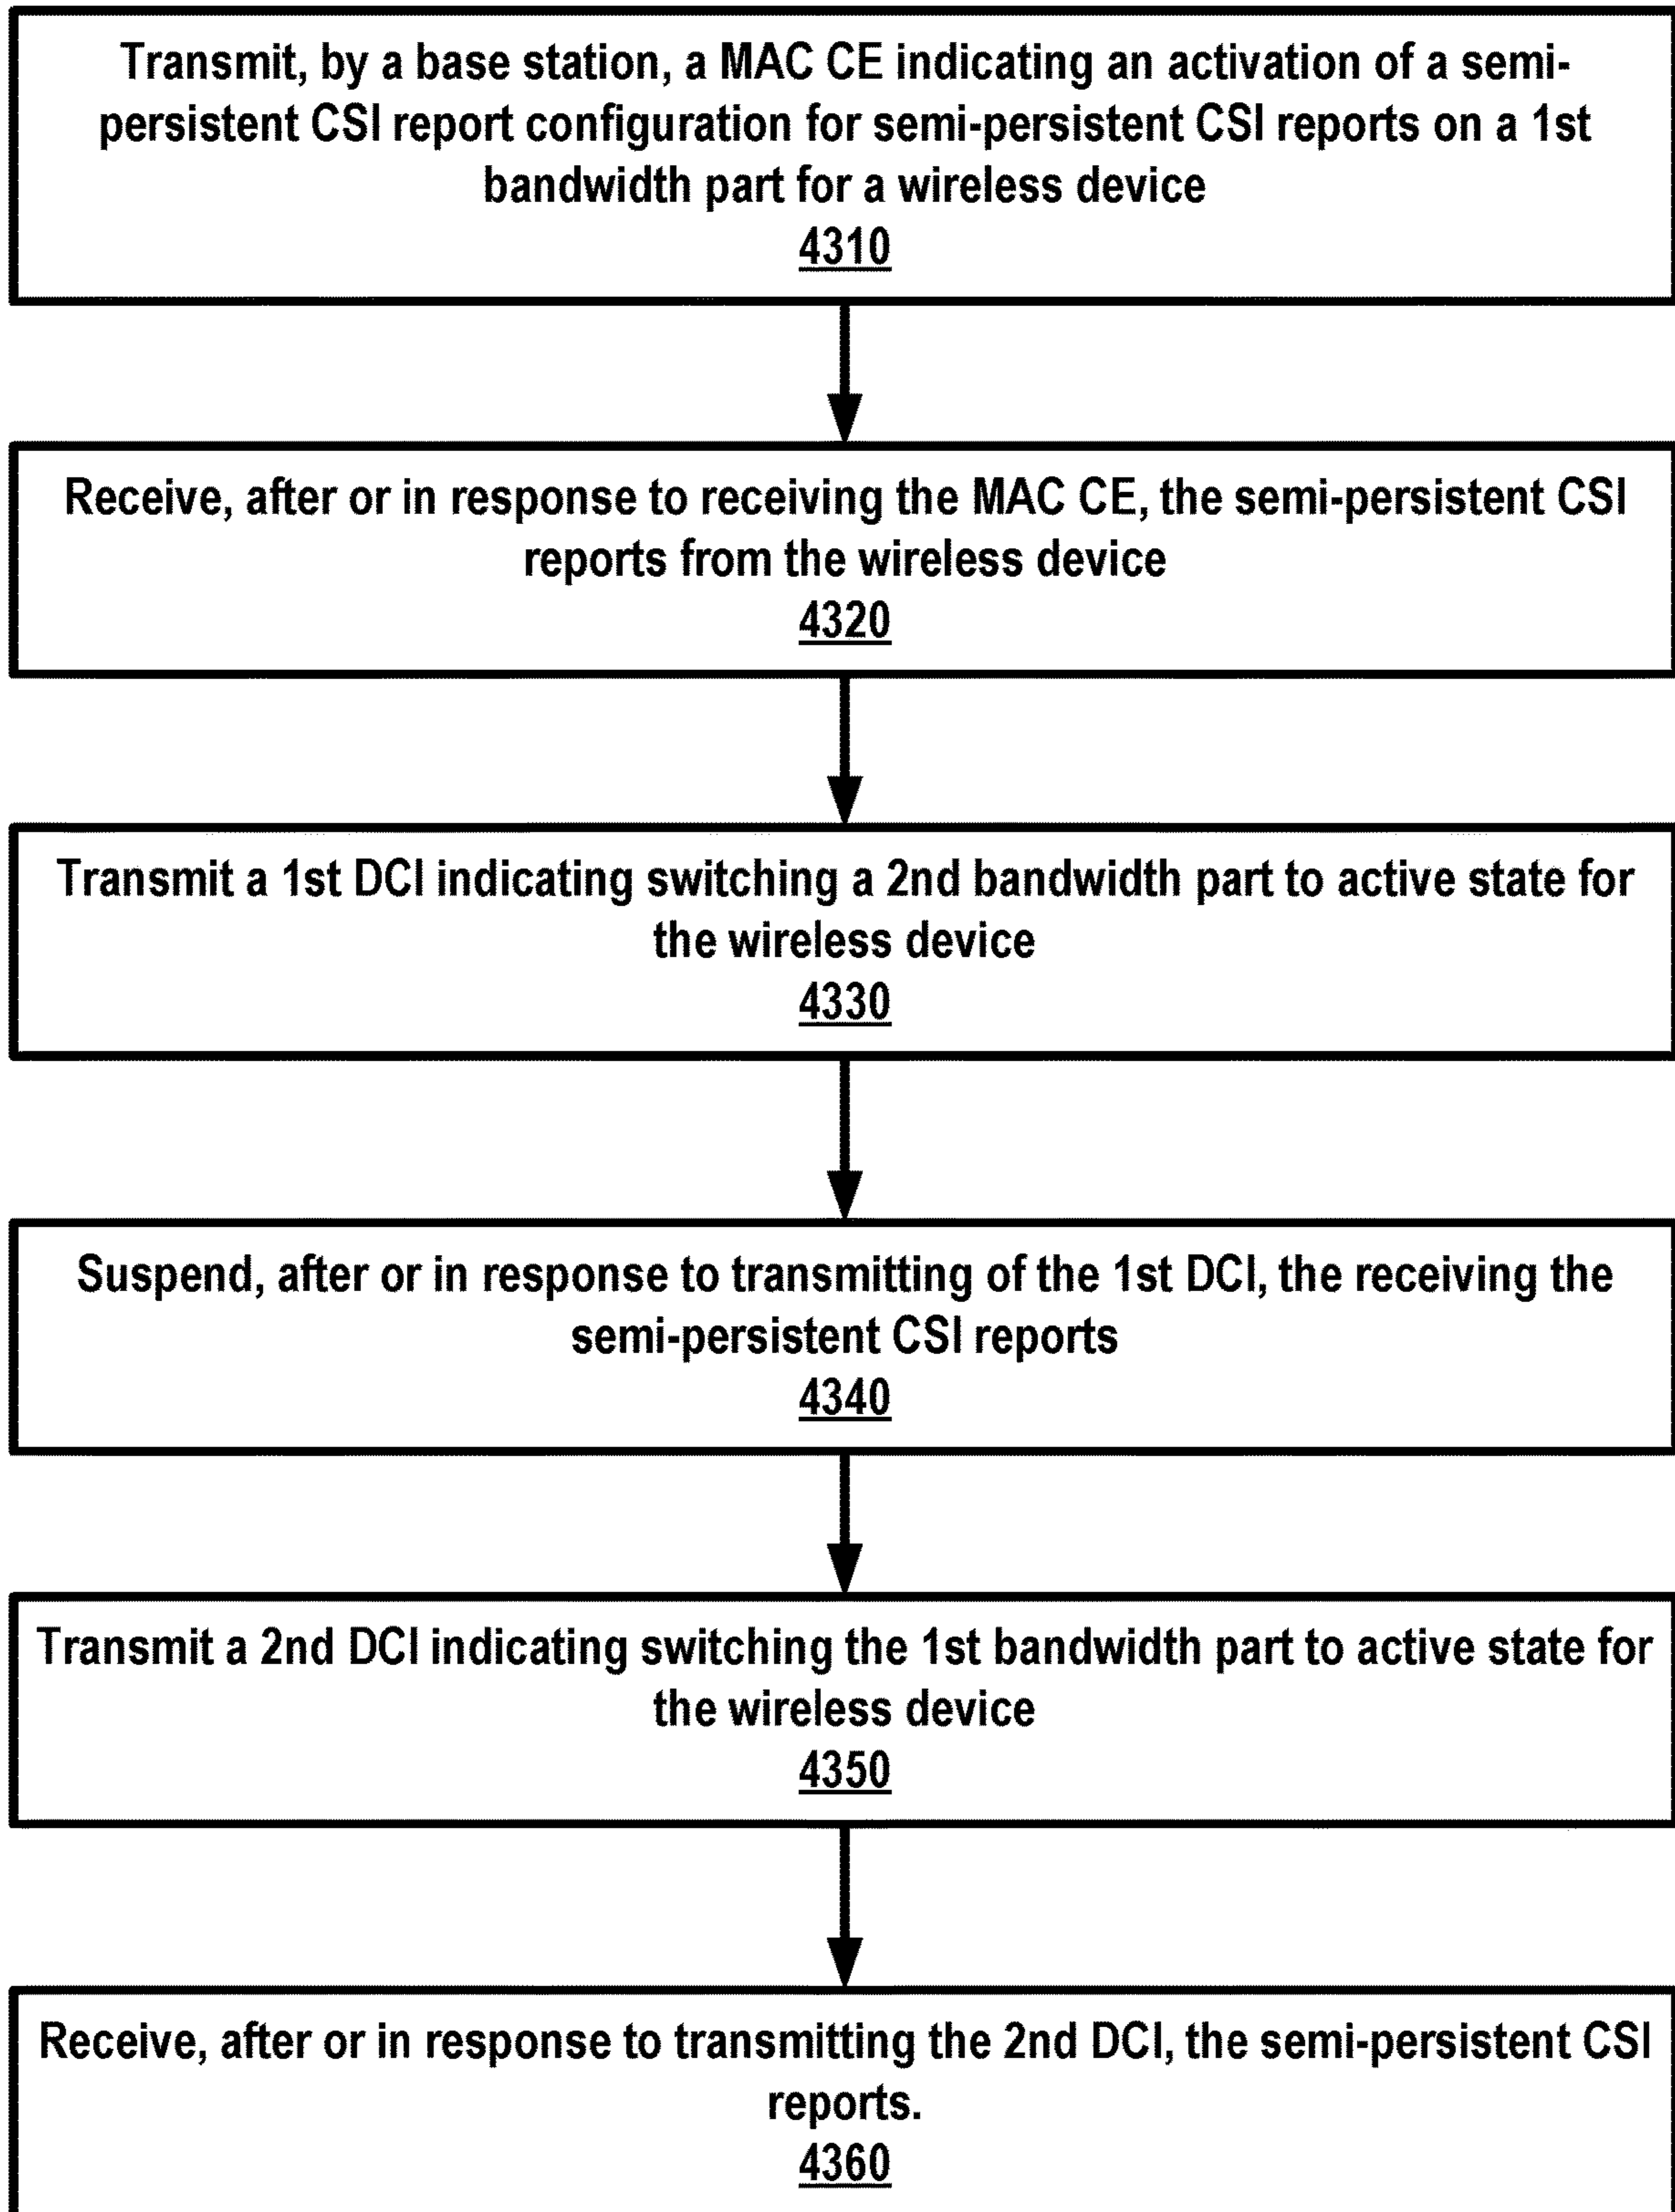 Transmit, by a base station, a MAC CE indicating an activation of a semi-
persistent CSI report configuration for semi-persistent CSI reports on a 1st
bandwidth part for a wireless device
4310
Receive, after or in response to receiving the MAC CE, the semi-persistent CSI
reports from the wireless device
4320
Transmit a 1st DCI indicating switching a 2nd bandwidth part to active state for
the wireless device
4330
Suspend, after or in response to transmitting of the 1st DCI, the receiving the
semi-persistent CSI reports
4340
Transmit a 2nd DCI indicating switching the 1st bandwidth part to active state for
the wireless device
4350
Receive, after or in response to transmitting the 2nd DCI, the semi-persistent CSI
reports.
4360